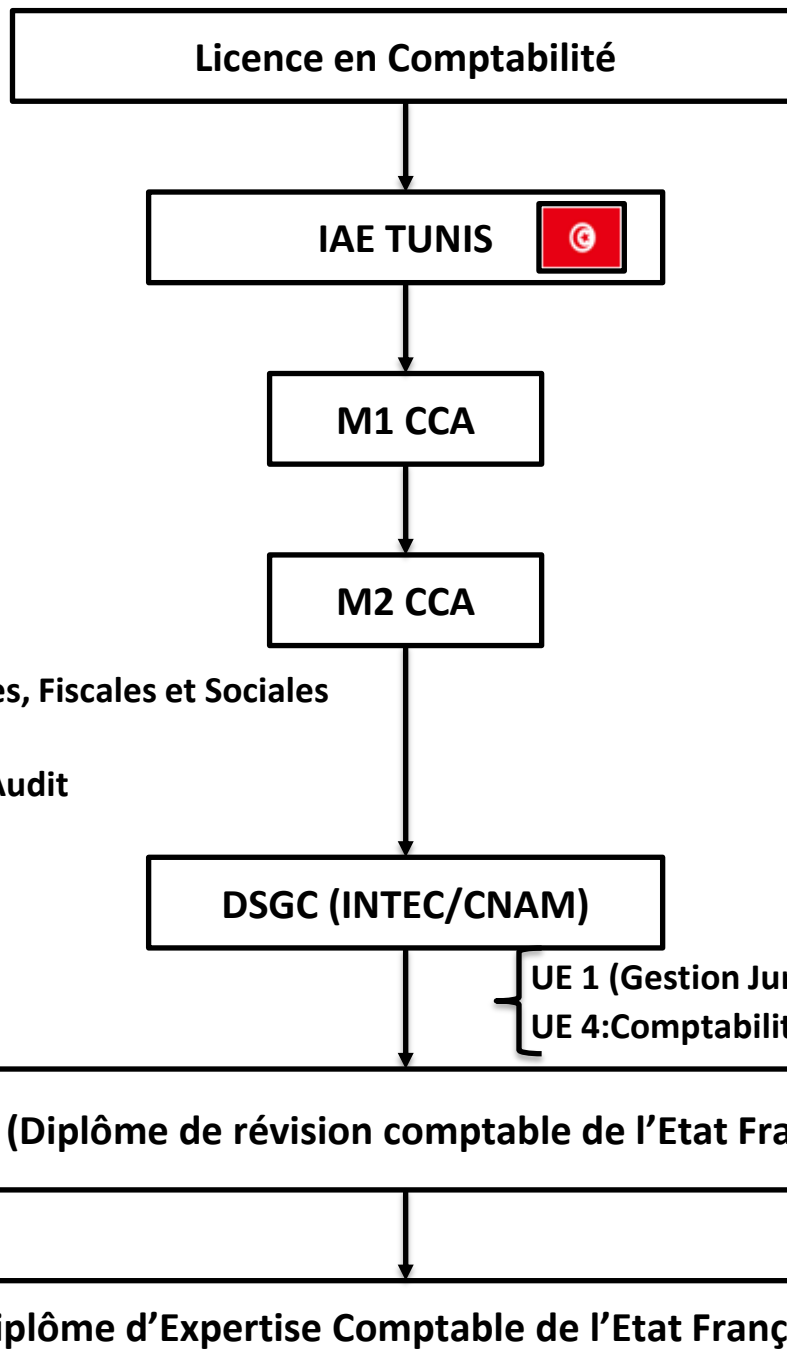 Licence en Comptabilité
IAE TUNIS
M1 CCA
M2 CCA
es, Fiscales et Sociales
Audit
DSGC (INTEC/CNAM)
UE 1 (Gestion Jur
UE 4:Comptabilit
(Diplôme de révision comptable de l’Etat Fra
iplôme d’Expertise Comptable de l’Etat Franç